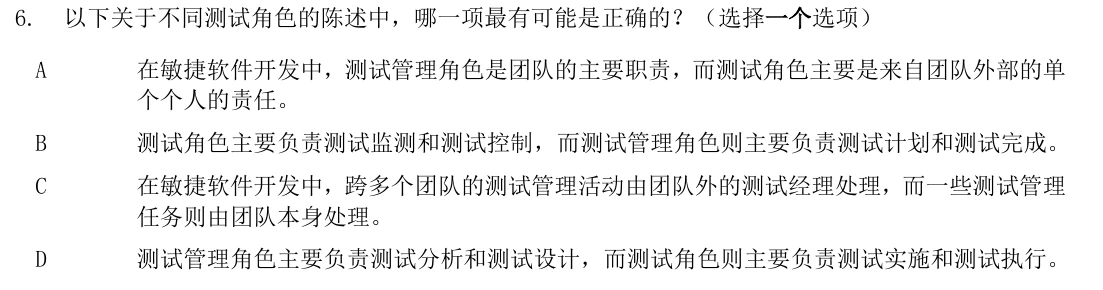 6. 以下关于不同测试角色的陈述中，哪一项最有可能是正确的？（选择一个选项）
A 在敏捷软件开发中，测试管理角色是团队的主要职责，而测试角色主要是来自团队外部的单
个个人的责任。
B 测试角色主要负责测试监测和测试控制，而测试管理角色则主要负责测试计划和测试完成。
C 在敏捷软件开发中，跨多个团队的测试管理活动由团队外的测试经理处理，而一些测试管理
任务则由团队本身处理。
D 测试管理角色主要负责测试分析和测试设计，而测试角色则主要负责测试实施和测试执行。